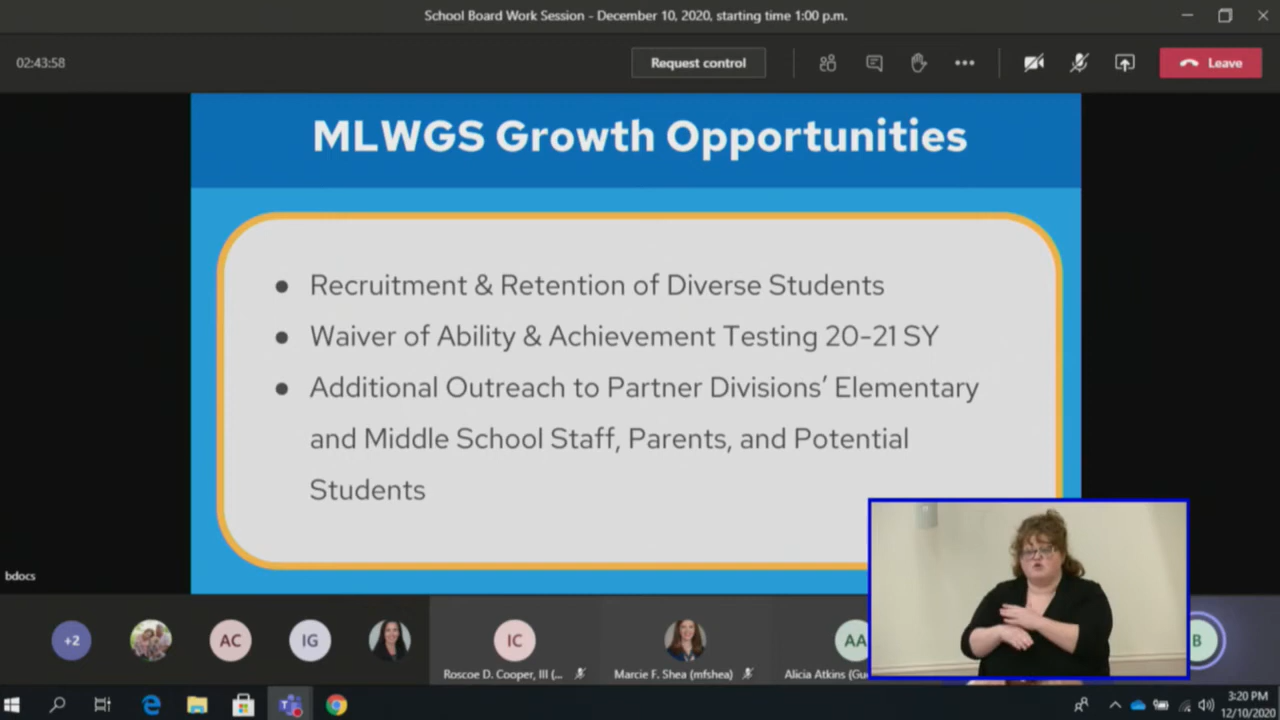 School Board Work Session - December 10, 2020, starting time 1:00 p.m.
02:43:58
Request control
Leave
MLWGS Growth Opportunities
● Recruitment & Retention of Diverse Students
● Waiver of Ability & Achievement Testing 20-21 SY
● Additional Outreach to Partner Divisions’ Elementary
and Middle School Staff, Parents, and Potential
Students
bdocs
+2
AC
IG
IC
AA
B
Roscoe D. Cooper, III (...
Marcie F. Shea (mfshea)
Alicia Atkins (Gu
3:20 PM
12/10/2020